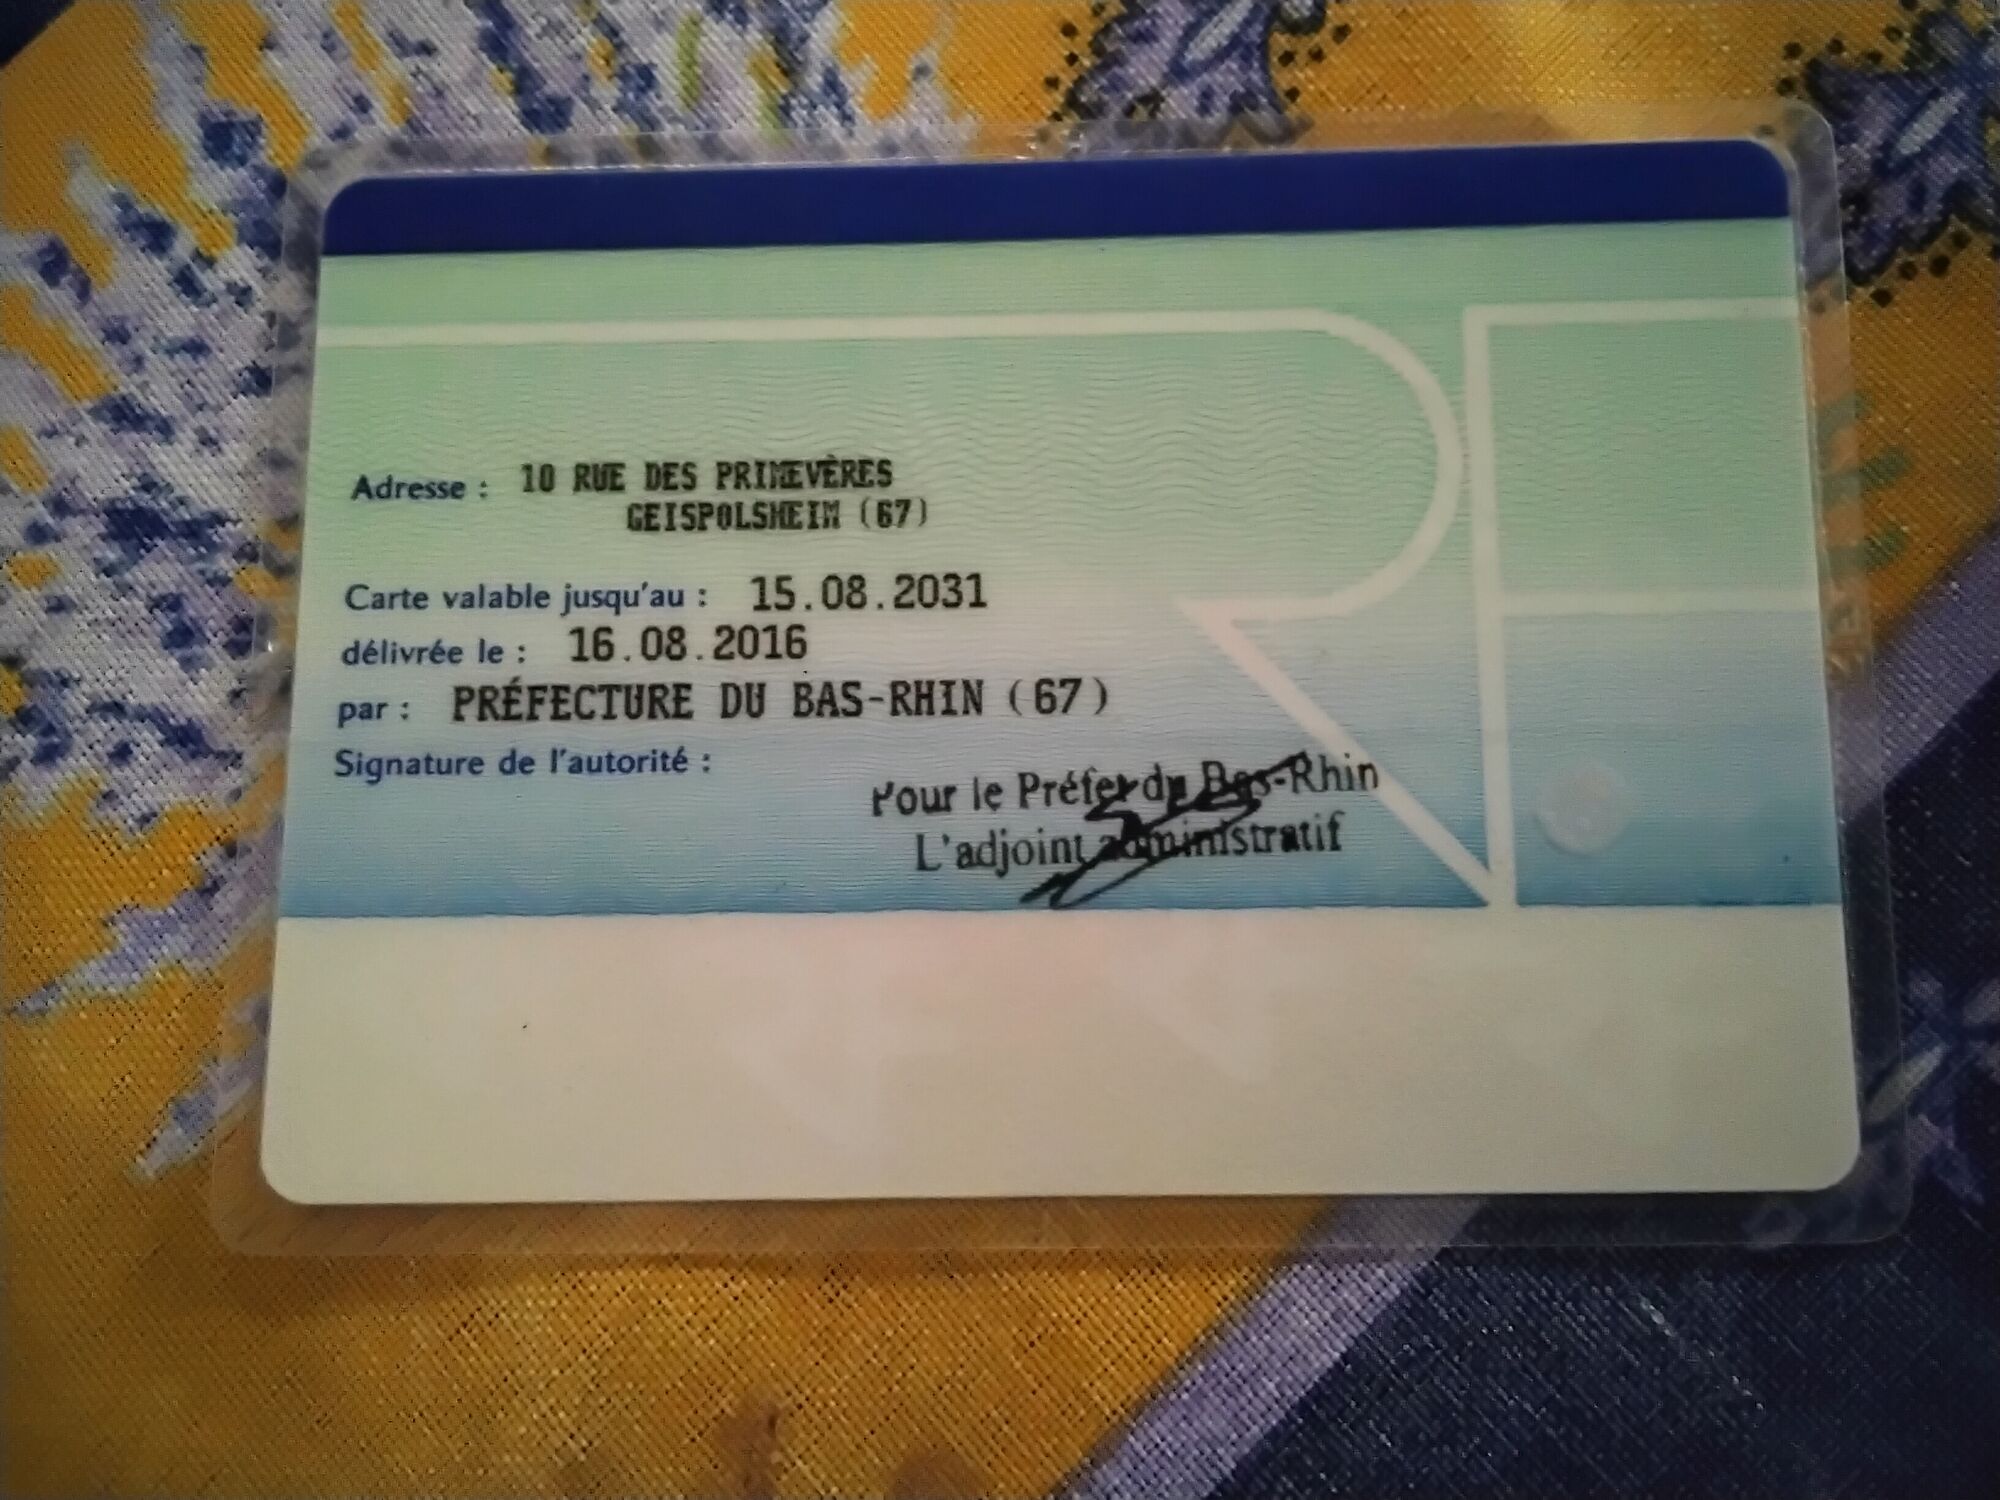 Adresse : 10 RUE DES PRIMEVÈRES
GEISPOLSHEIM (67)
Carte valable jusqu'au : 15.08.2031
délivrée le : 16.08.2016
par : PRÉFECTURE DU BAS-RHIN (67)
Signature de l'autorité :
Pour le Préfet du Bas-Rhin
L'adjoint administratif
RF